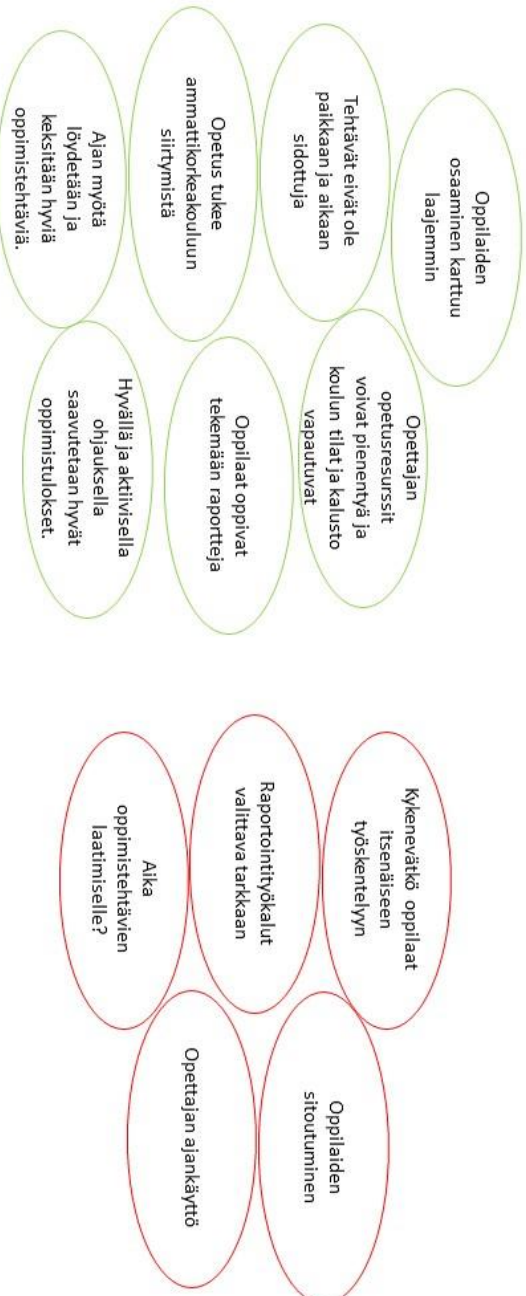 Oppilaiden
osaaminen karttuu
laajemmin
Opettajan
opetusresurssit
voivat pienentyä ja
koulun tilat ja kalusto
vapautuvat
Tehtävät eivät ole
paikkaan ja aikaan
sidottuja
Oppilaat oppivat
tekemään raportteja
Opetus tukee
ammattikorkeakouluun
siirtymistä
Hyvällä ja aktiivisella
ohjauksella
saavutetaan hyvät
oppimistulokset.
Ajan myötä
löydetään ja
keksitään hyviä
oppimistehtäviä.
Kykenevätkö oppilaat
itsenäiseen
työskentelyyn
Oppilaiden
sitoutuminen
Raportointityökalut
valittava tarkkaan
Opettajan ajankäyttö
Aika
oppimistehtävien
laatimiselle?